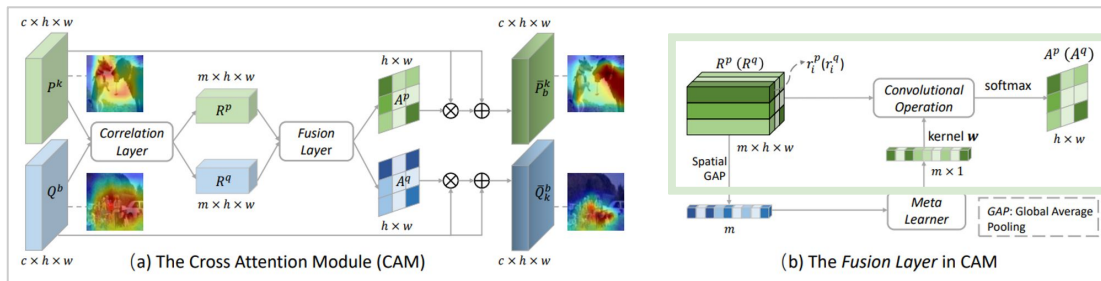 c × h × w
P^k
m × h × w
R^p
Correlation
Layer
Fusion
Layer
h × w
A^p
⊗
⊕
c × h × w
P̄_b^k
Q^b
R^q
m × h × w
A^q
h × w
⊗
⊕
Q̄_k^b
c × h × w
c × h × w
(a) The Cross Attention Module (CAM)
R^p (R^q)
r_i^p(r_i^q)
m × h × w
Convolutional
Operation
softmax
A^p (A^q)
h × w
kernel w
m × 1
Spatial
GAP
m
Meta
Learner
GAP: Global Average
Pooling
(b) The Fusion Layer in CAM